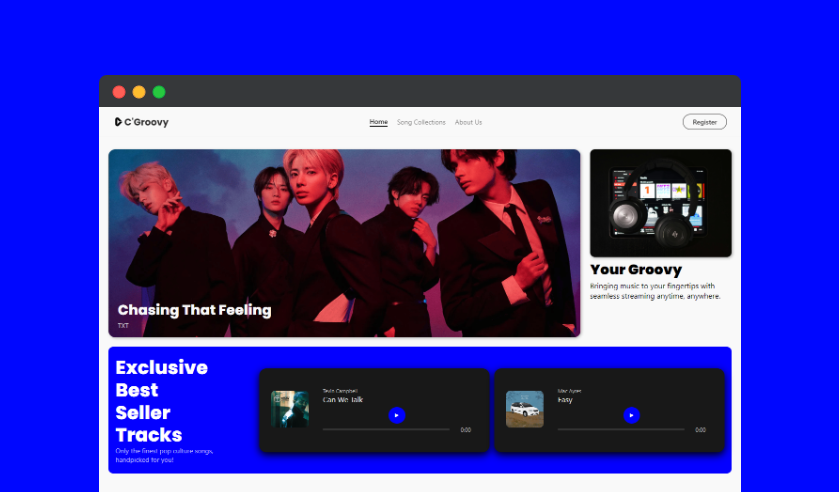 C'Groovy
Home
Song Collections
About Us
Register
Chasing That Feeling
TXT
Your Groovy
Bringing music to your fingertips with
seamless streaming anytime, anywhere.
Exclusive
Best
Seller
Tracks
Only the finest pop culture songs,
handpicked for you!
Tevin Campbell
Can We Talk
0:00
Mac Ayres
Easy
0:00